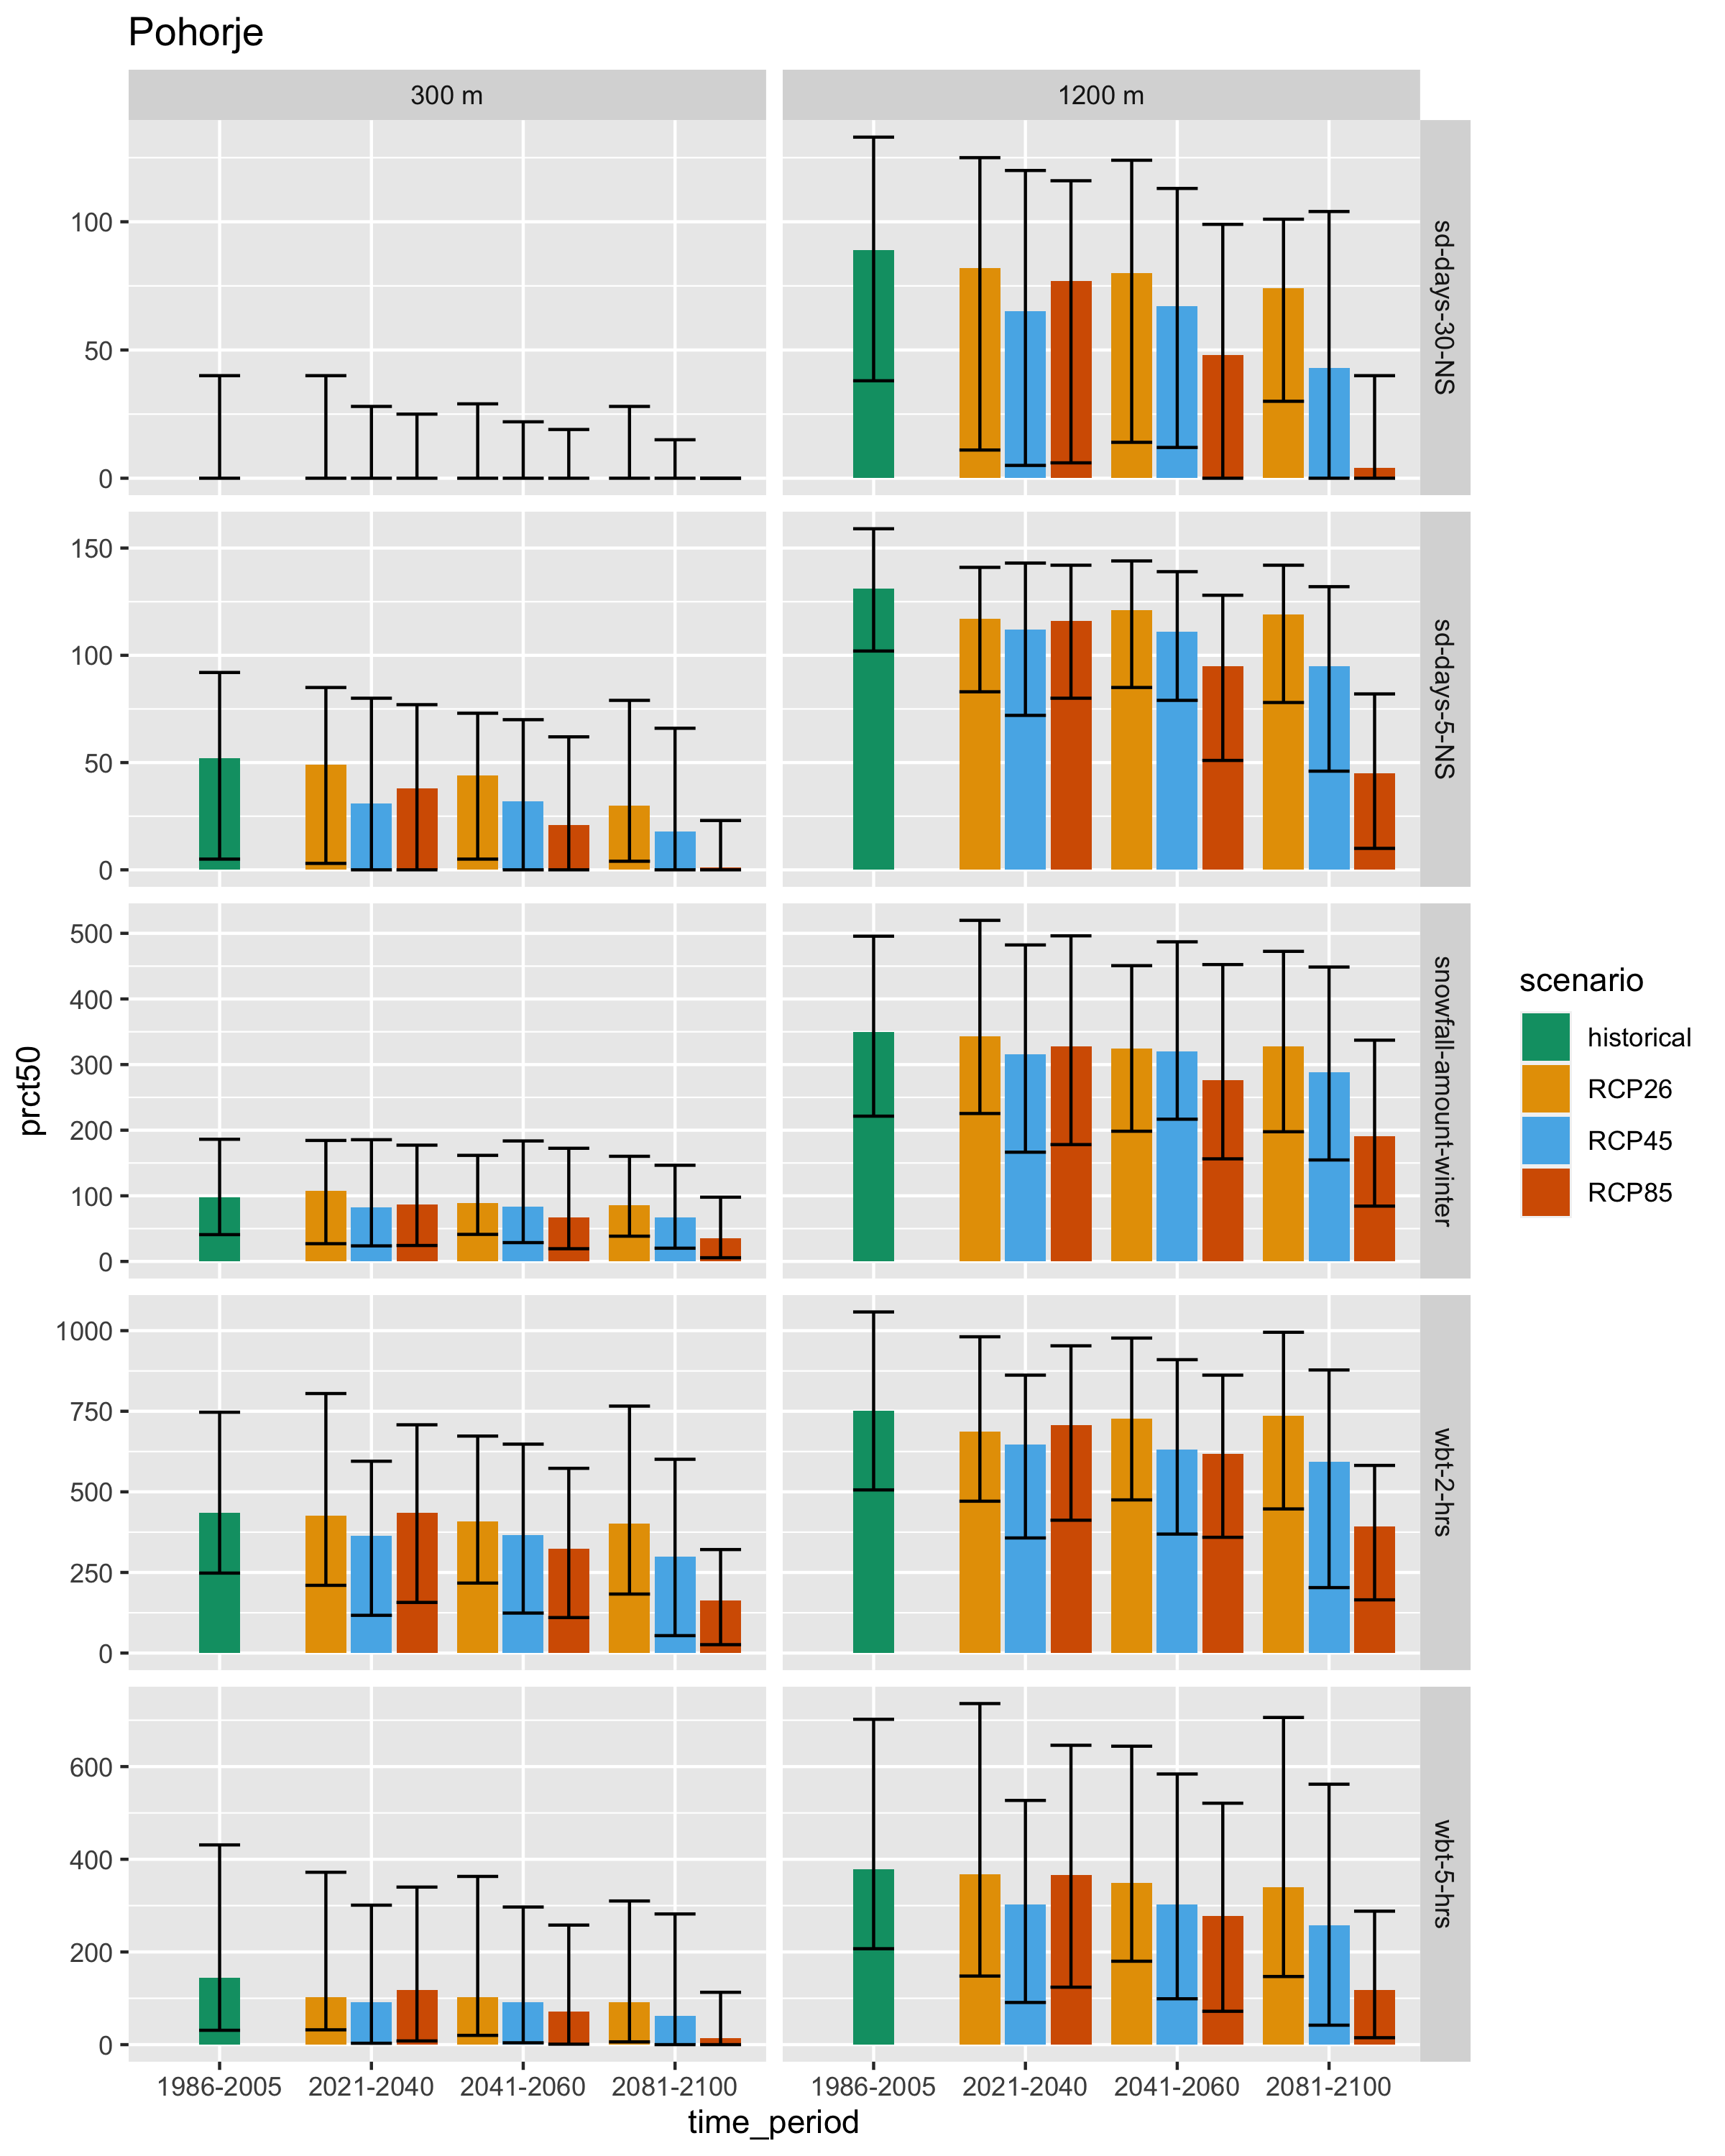 Pohorje
300 m
1200 m
100
50
0
sd-days-30-NS
150
100
50
0
sd-days-5-NS
500
400
300
200
100
0
snowfall-amount-winter
1000
750
500
250
0
wbt-2-hrs
600
400
200
0
wbt-5-hrs
prct50
1986-2005 2021-2040 2041-2060 2081-2100
1986-2005 2021-2040 2041-2060 2081-2100
time_period
scenario
historical
RCP26
RCP45
RCP85